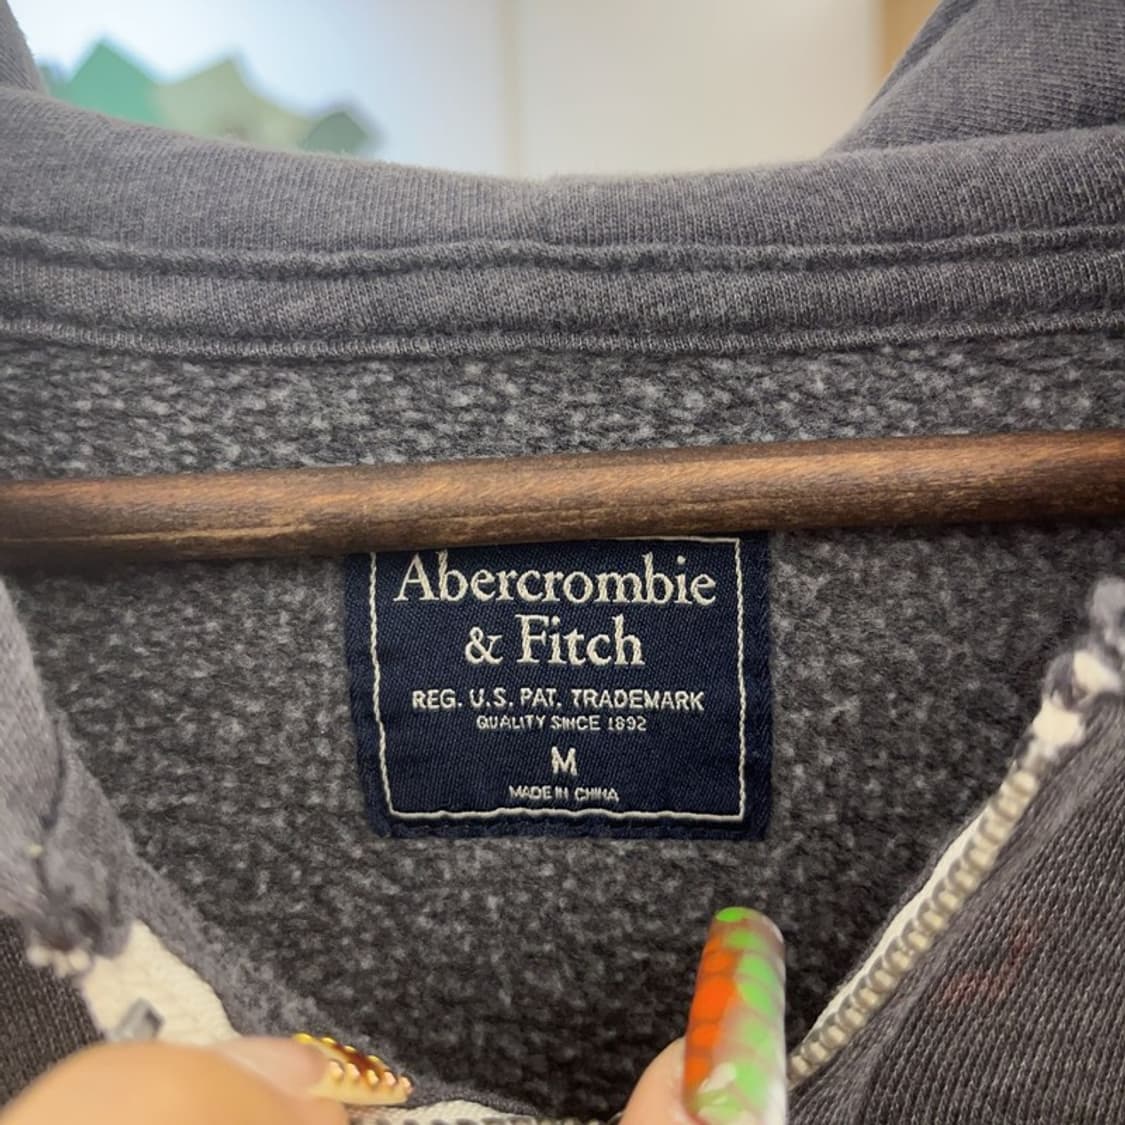 Abercrombie
& Fitch
REG. U.S. PAT. TRADEMARK
QUALITY SINCE 1892
M
MADE IN CHINA